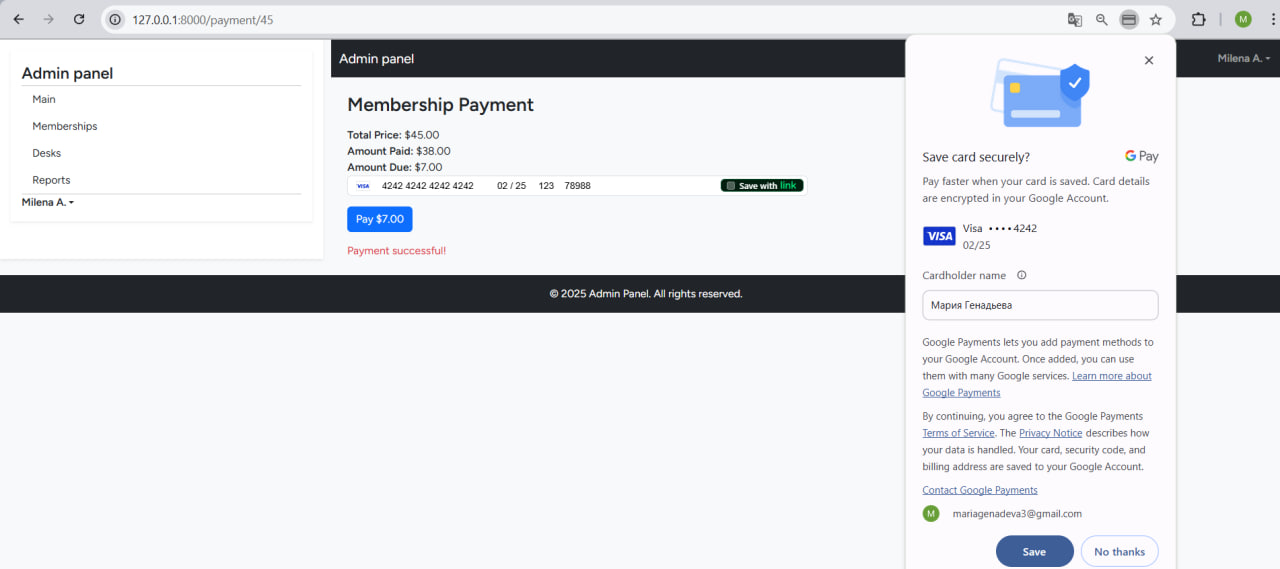 127.0.0.1:8000/payment/45
M
Admin panel
Main
Memberships
Desks
Reports
Milena A.
Admin panel
Milena A.
Membership Payment
Total Price: $45.00
Amount Paid: $38.00
Amount Due: $7.00
VISA 4242 4242 4242 4242 02 / 25 123 78988 Save with link
Pay $7.00
Payment successful!
© 2025 Admin Panel. All rights reserved.
Save card securely? G Pay
Pay faster when your card is saved. Card details
are encrypted in your Google Account.
VISA Visa • • • • 4242
02/25
Cardholder name
Мария Генадьева
Google Payments lets you add payment methods to
your Google Account. Once added, you can use
them with many Google services. Learn more about
Google Payments
By continuing, you agree to the Google Payments
Terms of Service. The Privacy Notice describes how
your data is handled. Your card, security code, and
billing address are saved to your Google Account.
Contact Google Payments
M mariagenadeva3@gmail.com
Save No thanks